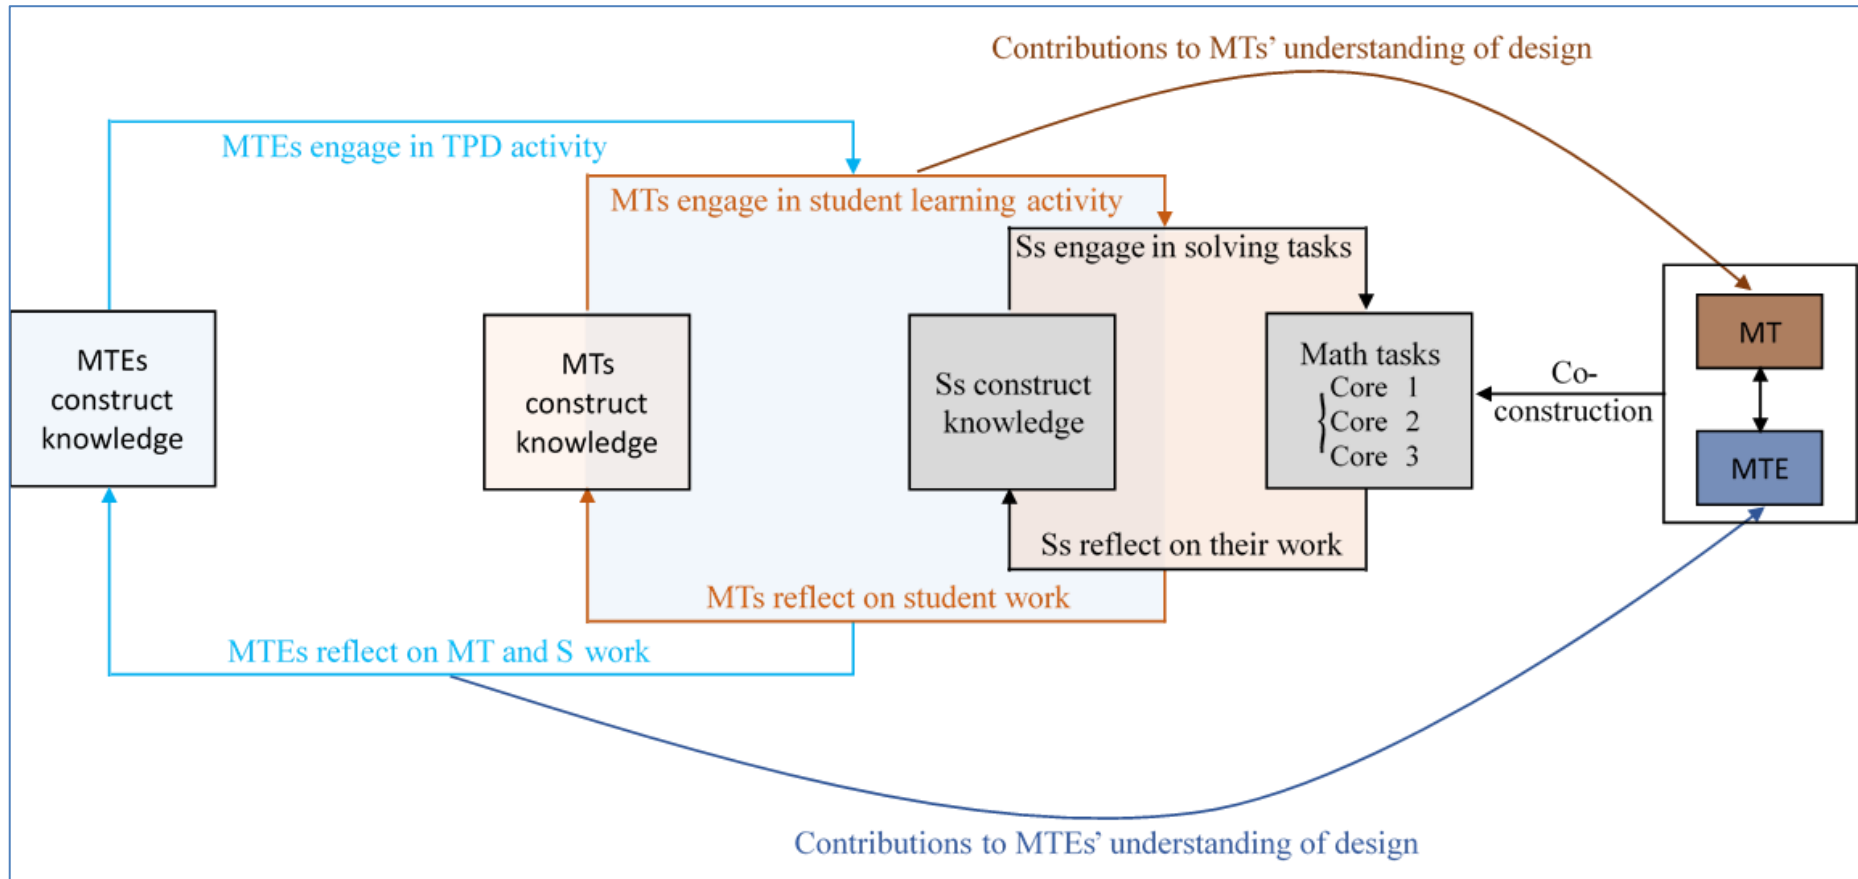 Contributions to MTs’ understanding of design
MTEs engage in TPD activity
MTs engage in student learning activity
Ss engage in solving tasks
MTEs
construct
knowledge
MTs
construct
knowledge
Ss construct
knowledge
Math tasks
Core 1
Core 2
Core 3
Co-
construction
MT
MTE
Ss reflect on their work
MTs reflect on student work
MTEs reflect on MT and S work
Contributions to MTEs’ understanding of design